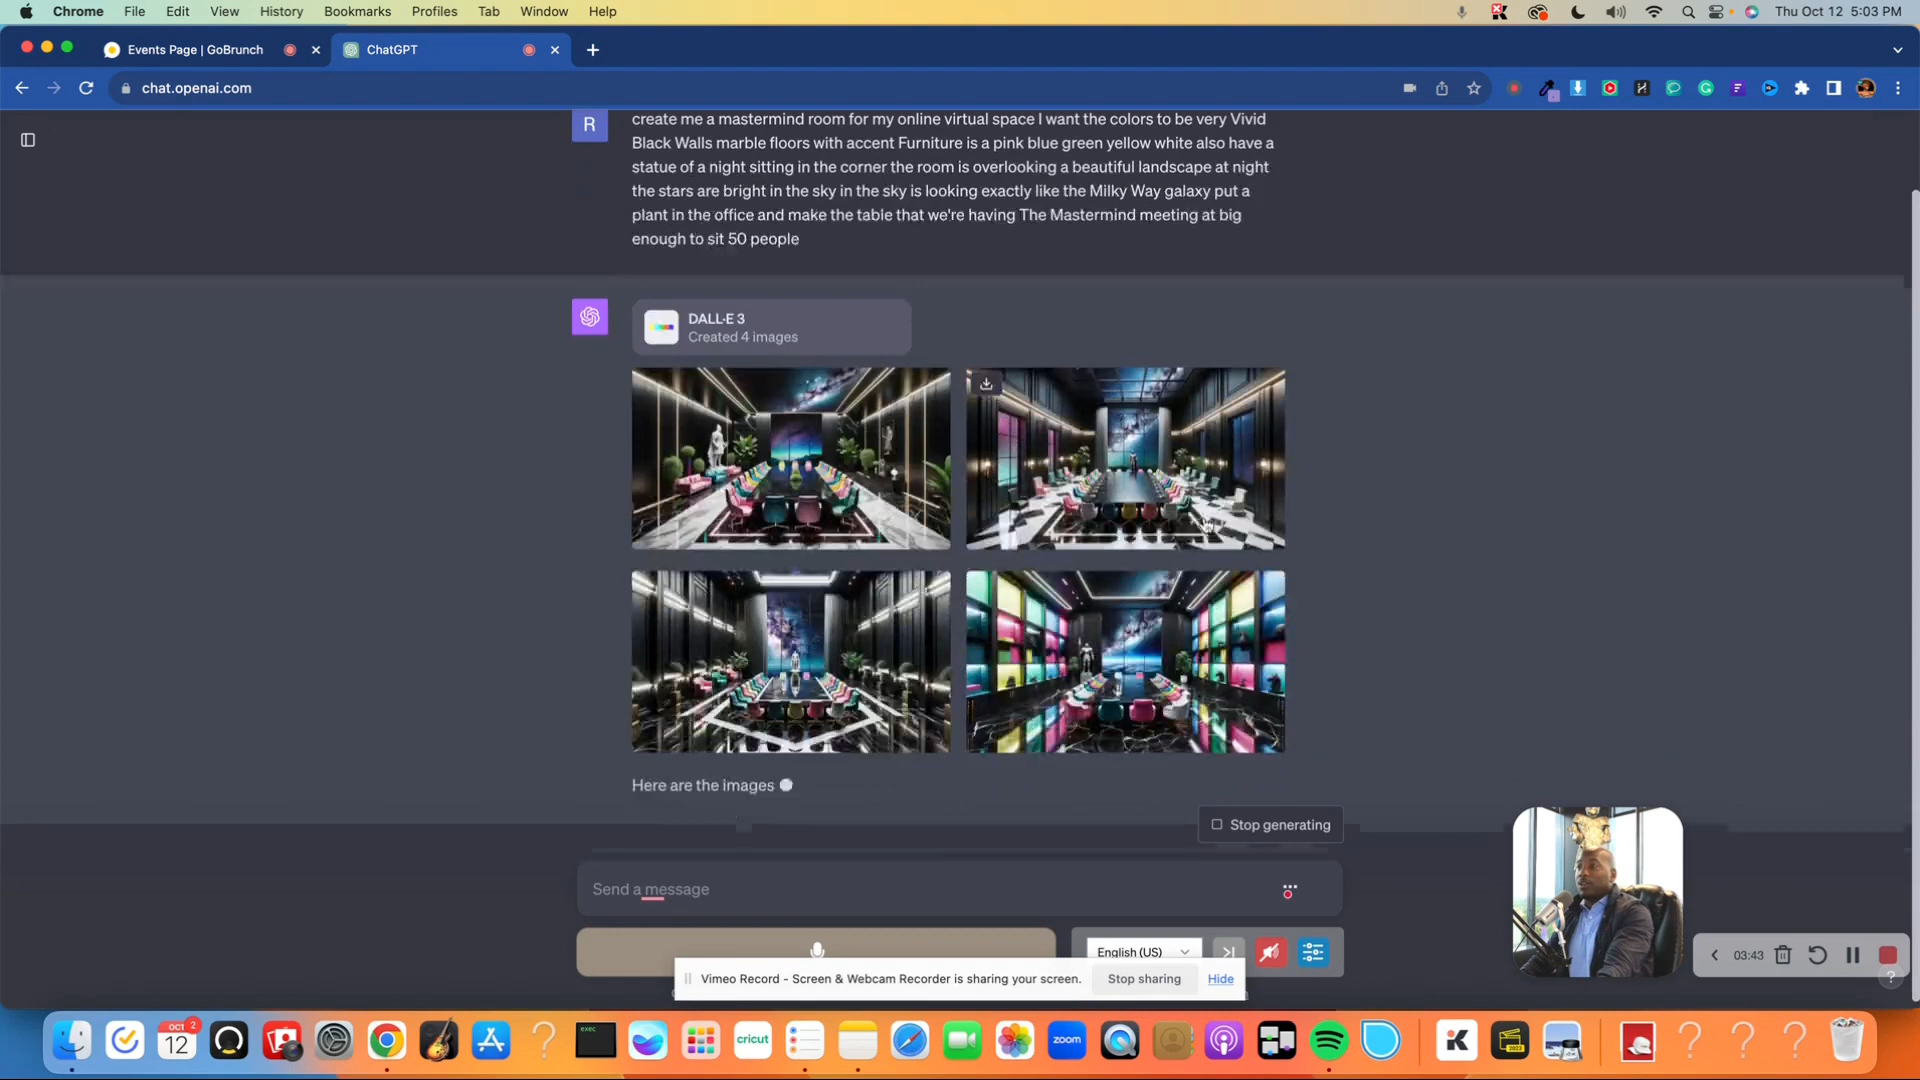 Chrome File Edit View History Bookmarks Profiles Tab Window Help Thu Oct 12 5:03 PM
Events Page | GoBrunch
ChatGPT
chat.openai.com
R
create me a mastermind room for my online virtual space I want the colors to be very Vivid
Black Walls marble floors with accent Furniture is a pink blue green yellow white also have a
statue of a night sitting in the corner the room is overlooking a beautiful landscape at night
the stars are bright in the sky in the sky is looking exactly like the Milky Way galaxy put a
plant in the office and make the table that we're having The Mastermind meeting at big
enough to sit 50 people
DALL·E 3
Created 4 images
Here are the images
Stop generating
Send a message
English (US)
03:43
Vimeo Record - Screen & Webcam Recorder is sharing your screen. Stop sharing Hide
OCT 2
12
exec
cricut
zoom
2023